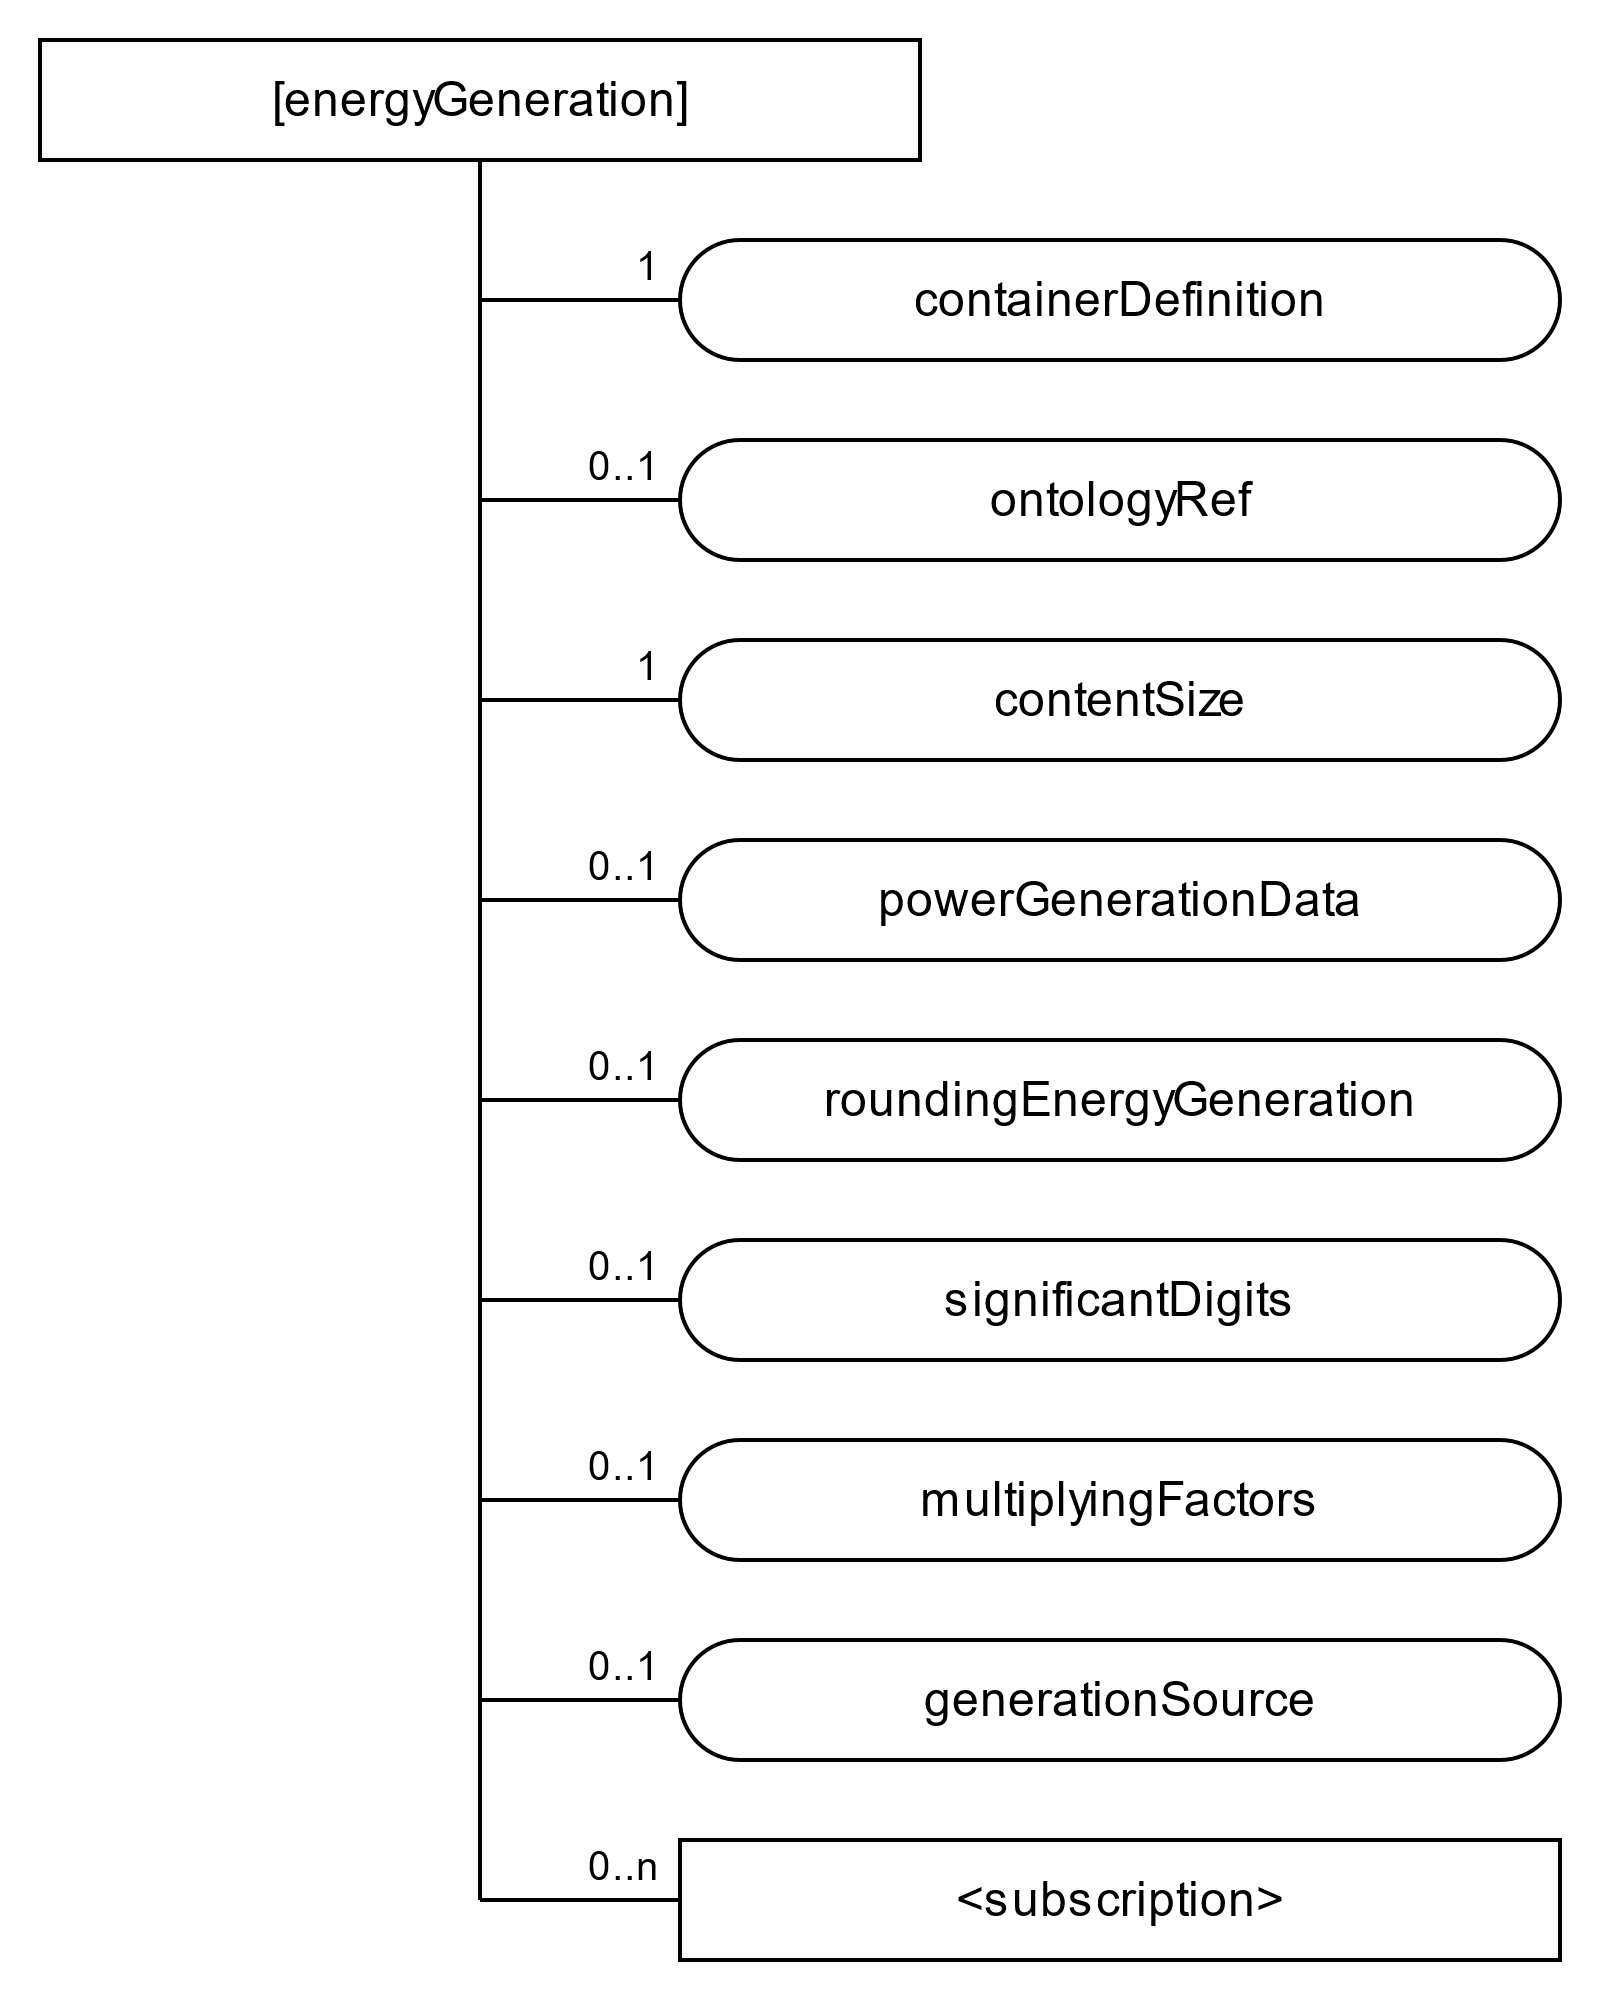 [energyGeneration]
1
containerDefinition
0..1
ontologyRef
1
contentSize
0..1
powerGenerationData
0..1
roundingEnergyGeneration
0..1
significantDigits
0..1
multiplyingFactors
0..1
generationSource
0..n
<subscription>